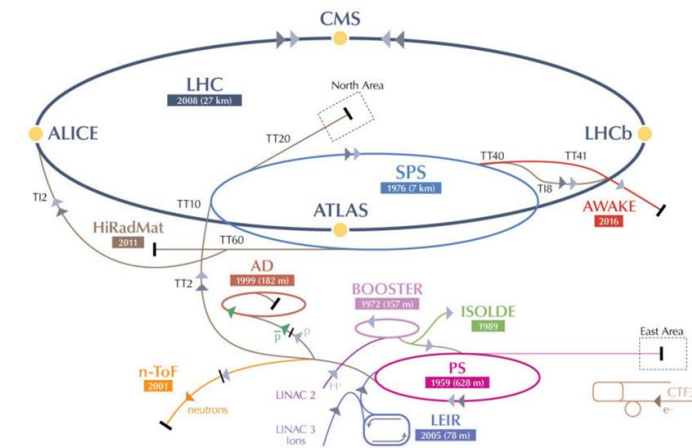 CMS
LHC
2008 (27 km)
North Area
ALICE
LHCb
TT20
TT40
TT41
SPS
1976 (7 km)
TI8
TI2
TT10
ATLAS
AWAKE
2016
HiRadMat
2011
TT60
AD
1999 (182 m)
TT2
BOOSTER
1972 (157 m)
ISOLDE
1989
p
p
East Area
n-ToF
2001
PS
1959 (628 m)
H-
LINAC 2
neutrons
CTF3
e-
LINAC 3
Ions
LEIR
2005 (78 m)